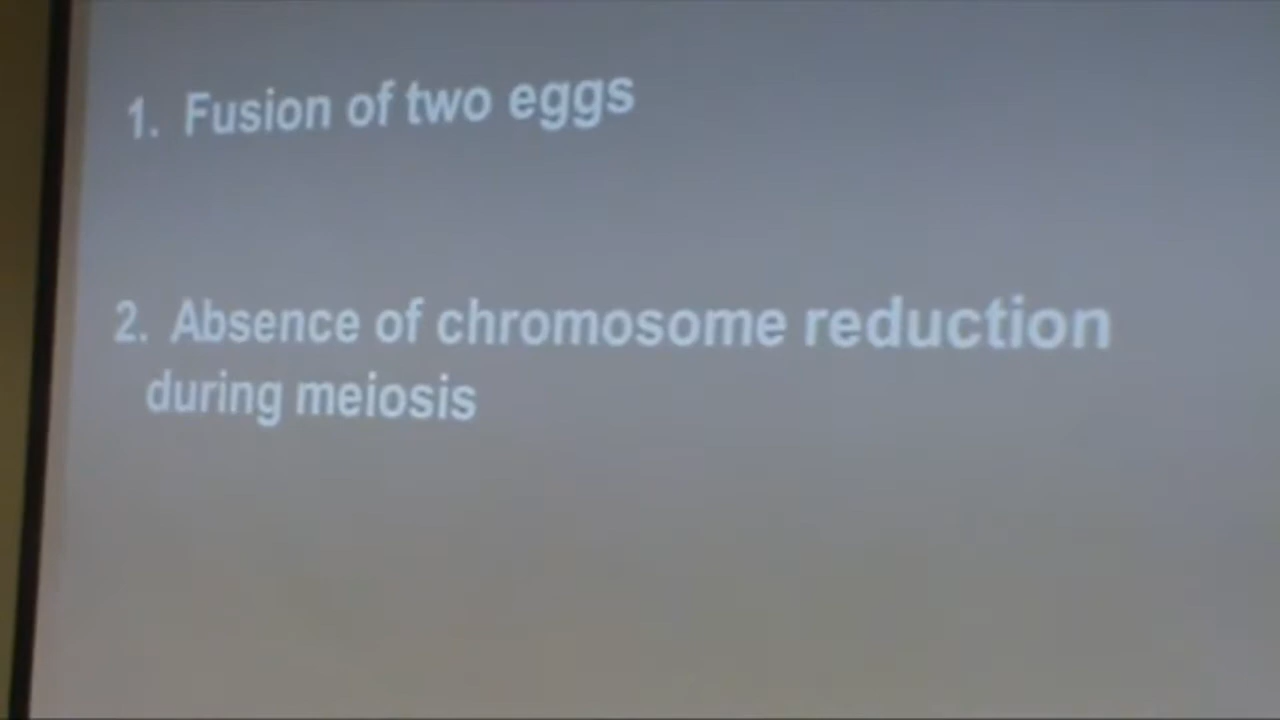 1. Fusion of two eggs
2. Absence of chromosome reduction
during meiosis